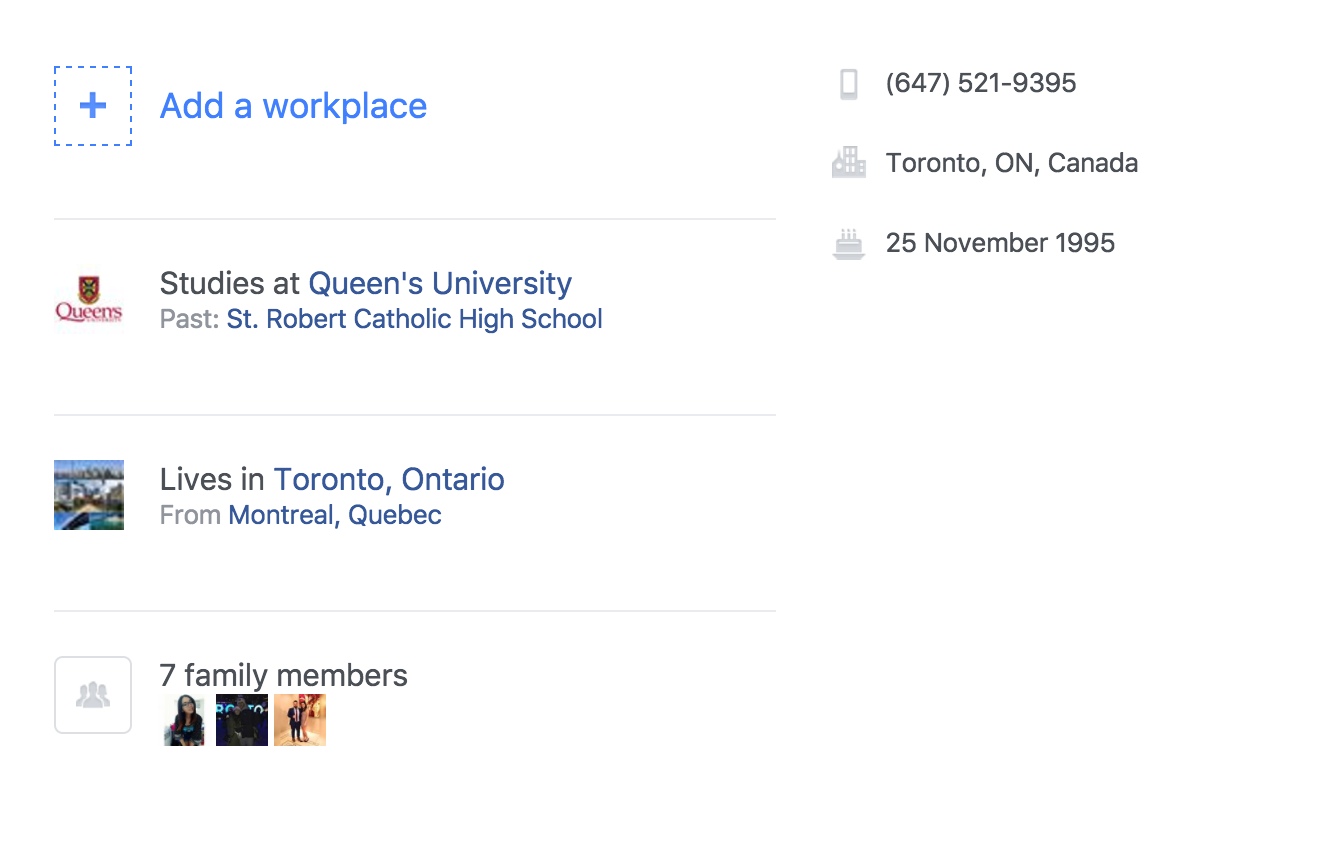 Add a workplace
Studies at Queen's University
Past: St. Robert Catholic High School
Lives in Toronto, Ontario
From Montreal, Quebec
7 family members
(647) 521-9395
Toronto, ON, Canada
25 November 1995
Queen's
UNIVERSITY